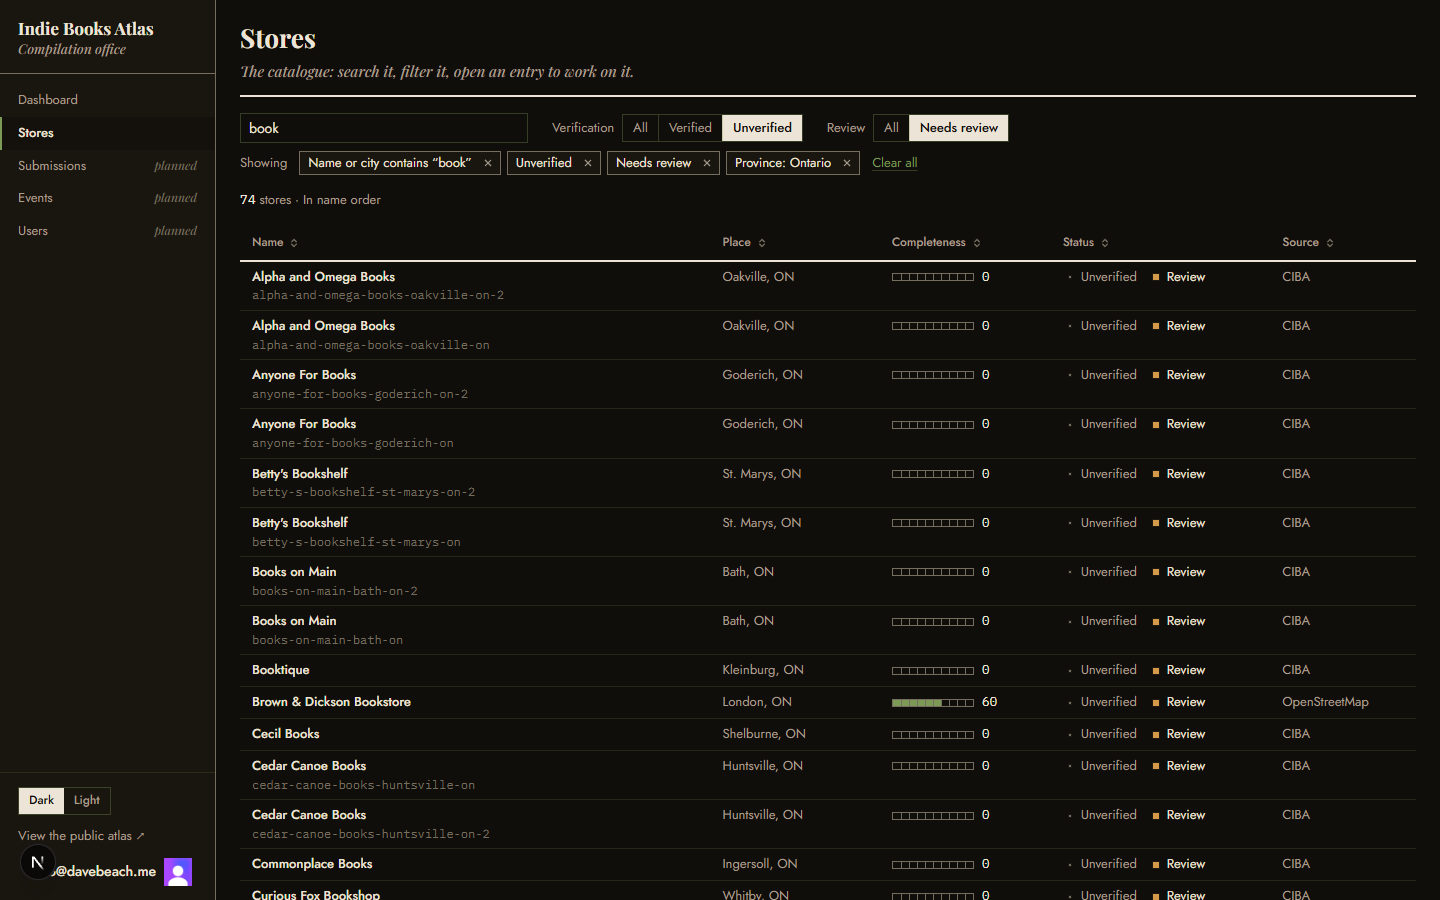 Indie Books Atlas
Compilation office
Dashboard
Stores
Submissions planned
Events planned
Users planned
Dark Light
View the public atlas ↗
N @davebeach.me
Stores
The catalogue: search it, filter it, open an entry to work on it.
book Verification All Verified Unverified Review All Needs review
Showing Name or city contains “book” × Unverified × Needs review × Province: Ontario × Clear all
74 stores · In name order
Name Place Completeness Status Source
Alpha and Omega Books Oakville, ON 0 Unverified Review CIBA
alpha-and-omega-books-oakville-on-2
Alpha and Omega Books Oakville, ON 0 Unverified Review CIBA
alpha-and-omega-books-oakville-on
Anyone For Books Goderich, ON 0 Unverified Review CIBA
anyone-for-books-goderich-on-2
Anyone For Books Goderich, ON 0 Unverified Review CIBA
anyone-for-books-goderich-on
Betty's Bookshelf St. Marys, ON 0 Unverified Review CIBA
betty-s-bookshelf-st-marys-on-2
Betty's Bookshelf St. Marys, ON 0 Unverified Review CIBA
betty-s-bookshelf-st-marys-on
Books on Main Bath, ON 0 Unverified Review CIBA
books-on-main-bath-on-2
Books on Main Bath, ON 0 Unverified Review CIBA
books-on-main-bath-on
Booktique Kleinburg, ON 0 Unverified Review CIBA
Brown & Dickson Bookstore London, ON 60 Unverified Review OpenStreetMap
Cecil Books Shelburne, ON 0 Unverified Review CIBA
Cedar Canoe Books Huntsville, ON 0 Unverified Review CIBA
cedar-canoe-books-huntsville-on
Cedar Canoe Books Huntsville, ON 0 Unverified Review CIBA
cedar-canoe-books-huntsville-on-2
Commonplace Books Ingersoll, ON 0 Unverified Review CIBA
Curious Fox Bookshop Whitby, ON 0 Unverified Review CIBA